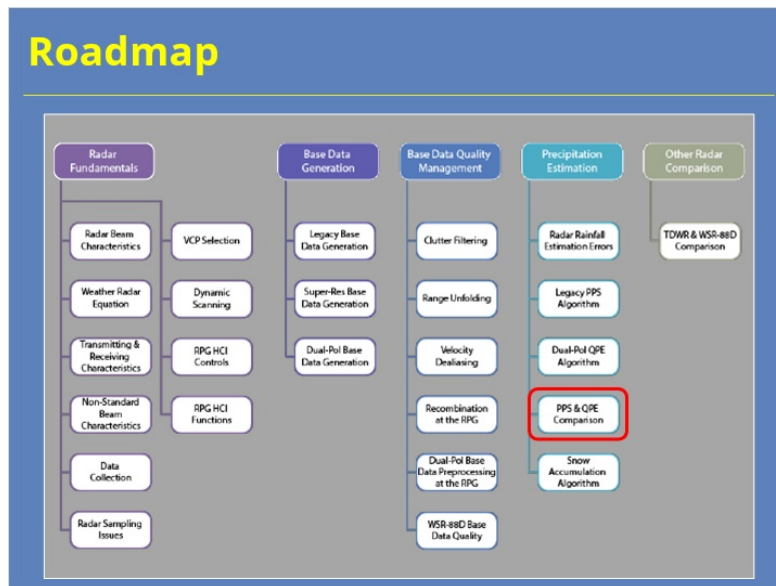 Roadmap
Radar
Fundamentals
Radar Beam
Characteristics
Weather Radar
Equation
Transmitting &
Receiving
Characteristics
Non-Standard
Beam
Characteristics
Data
Collection
Radar Sampling
Issues
VCP Selection
Dynamic
Scanning
RPG HCI
Controls
RPG HCI
Functions
Base Data
Generation
Legacy Base
Data Generation
Super-Res Base
Data Generation
Dual-Pol Base
Data Generation
Base Data Quality
Management
Clutter Filtering
Range Unfolding
Velocity
Dealiasing
Recombination
at the RPG
Dual-Pol Base
Data Preprocessing
at the RPG
WSR-88D Base
Data Quality
Precipitation
Estimation
Radar Rainfall
Estimation Errors
Legacy PPS
Algorithm
Dual-Pol QPE
Algorithm
PPS & QPE
Comparison
Snow
Accumulation
Algorithm
Other Radar
Comparison
TDWR & WSR-88D
Comparison